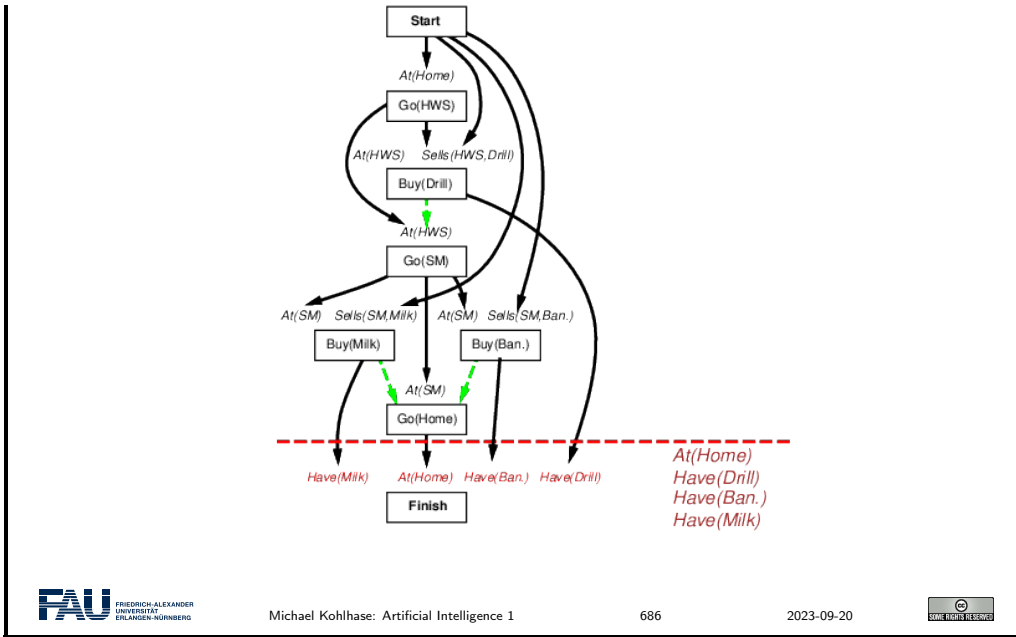 Start
At(Home)
Go(HWS)
At(HWS) Sells(HWS,Drill)
Buy(Drill)
At(HWS)
Go(SM)
At(SM) Sells(SM,Milk) At(SM) Sells(SM,Ban.)
Buy(Milk) Buy(Ban.)
At(SM)
Go(Home)
Have(Milk) At(Home) Have(Ban.) Have(Drill)
Finish
At(Home)
Have(Drill)
Have(Ban.)
Have(Milk)
FAU
FRIEDRICH-ALEXANDER
UNIVERSITÄT
ERLANGEN-NÜRNBERG
Michael Kohlhase: Artificial Intelligence 1 686 2023-09-20
cc
SOME RIGHTS RESERVED